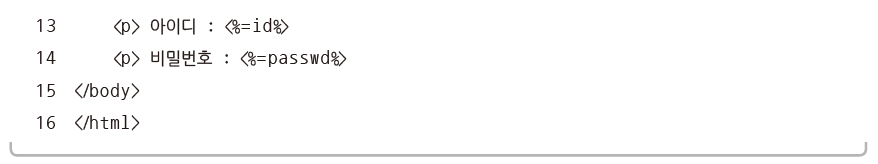 13 <p> 아이디 : <%=id%>
14 <p> 비밀번호 : <%=passwd%>
15 </body>
16 </html>